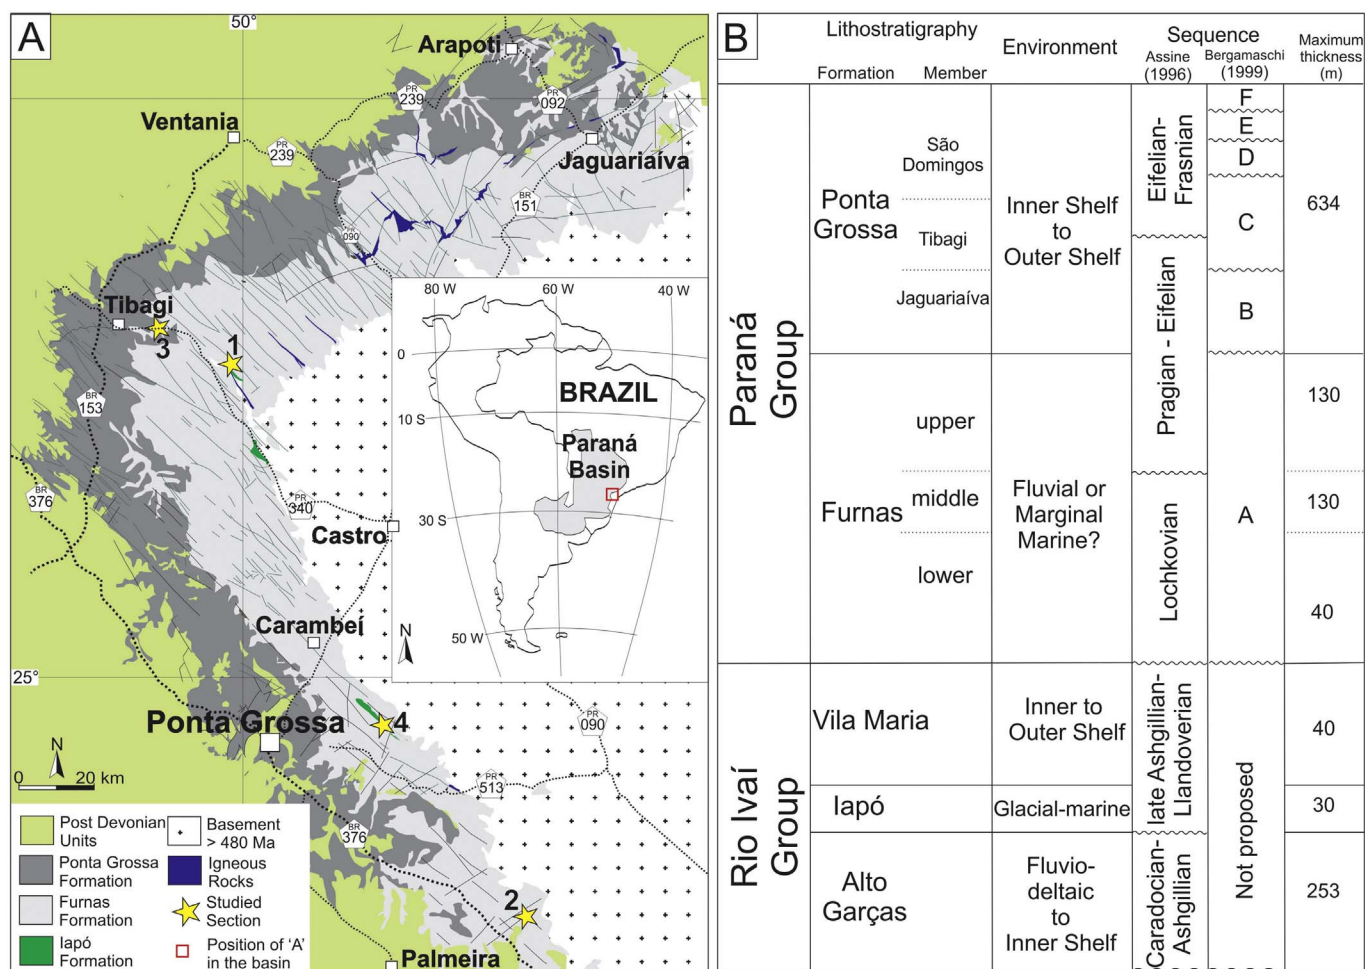 A
50°
Arapoti
PR
239
PR
092
Ventania
PR
239
Jaguariaíva
BR
151
PR
090
Tibagi
3
1
BR
153
BR
376
PR
340
Castro
Carambeí
25°
Ponta Grossa
4
PR
090
PR
513
BR
376
2
Palmeira
N
0 20 km
80 W 60 W 40 W
0
10 S
30 S
50 W
BRAZIL
Paraná
Basin
N
Post Devonian
Units
Ponta Grossa
Formation
Furnas
Formation
Iapó
Formation
Basement
> 480 Ma
Igneous
Rocks
Studied
Section
Position of 'A'
in the basin
B
Lithostratigraphy
Formation Member
Environment
Sequence
Assine
(1996)
Bergamaschi
(1999)
Maximum
thickness
(m)
Paraná
Group
Ponta
Grossa
São
Domingos
Tibagi
Jaguariaíva
Inner Shelf
to
Outer Shelf
Eifelian-
Frasnian
Pragian - Eifelian
F
E
D
C
B
634
Furnas
upper
middle
lower
Fluvial or
Marginal
Marine?
Lochkovian
A
130
130
40
Rio Ivaí
Group
Vila Maria
Inner to
Outer Shelf
late Ashgillian-
Llandoverian
Not proposed
40
Iapó
Glacial-marine
30
Alto
Garças
Fluvio-
deltaic
to
Inner Shelf
Caradocian-
Ashgillian
253